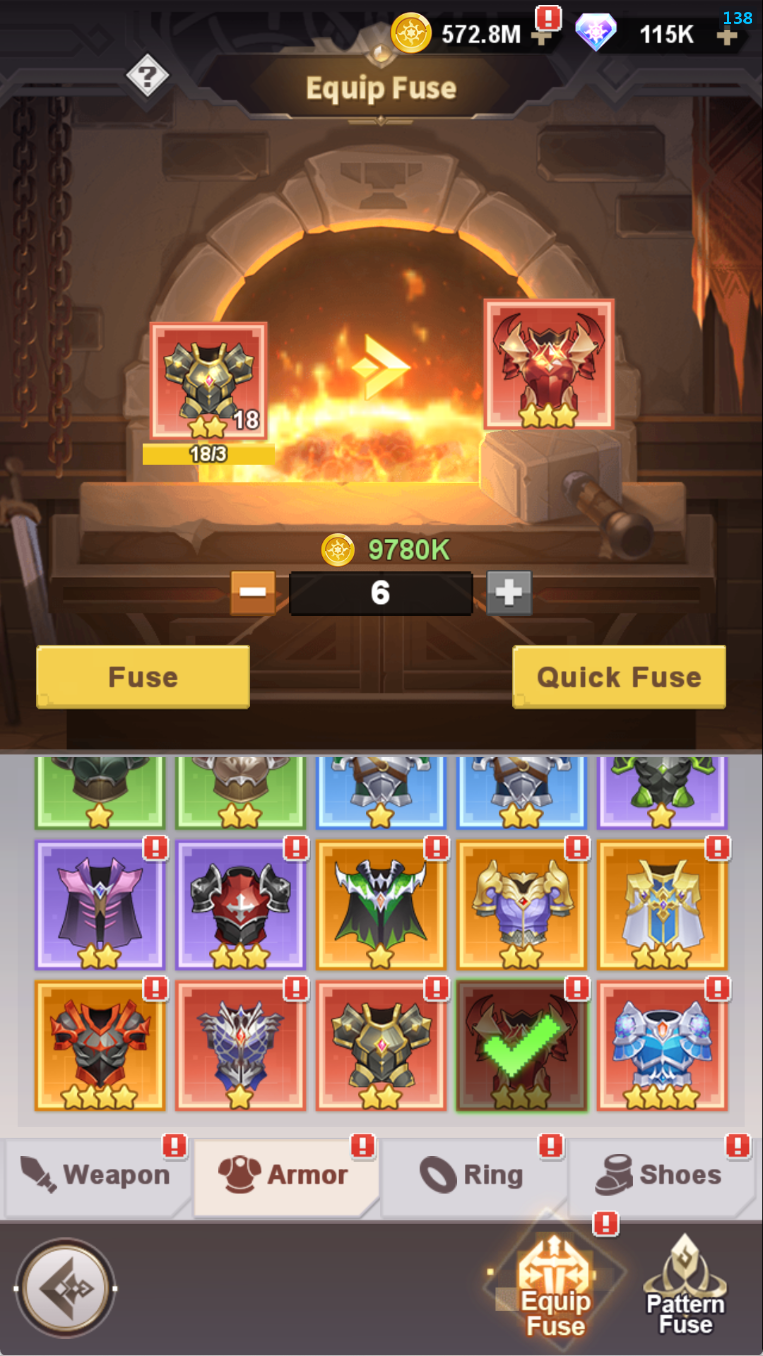 138
572.8M
115K
?
Equip Fuse
18
18/3
9780K
6
Fuse
Quick Fuse
Weapon
Armor
Ring
Shoes
Equip
Fuse
Pattern
Fuse